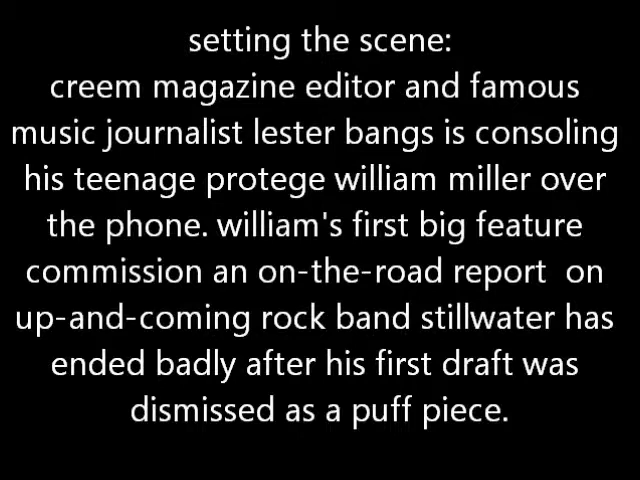 setting the scene:
creem magazine editor and famous
music journalist lester bangs is consoling
his teenage protege william miller over
the phone. william's first big feature
commission an on-the-road report  on
up-and-coming rock band stillwater has
ended badly after his first draft was
dismissed as a puff piece.